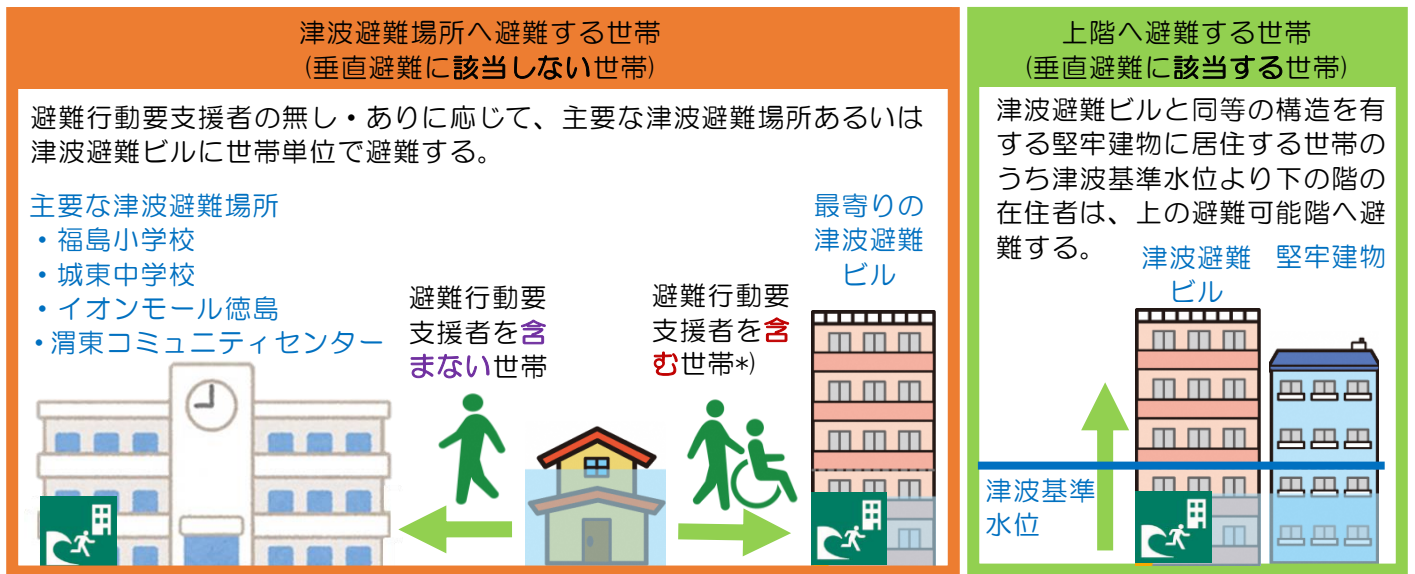 津波避難場所へ避難する世帯
(垂直避難に該当しない世帯)
避難行動要支援者の無し・ありに応じて、主要な津波避難場所あるいは
津波避難ビルに世帯単位で避難する。
主要な津波避難場所
・福島小学校
・城東中学校
・イオンモール徳島
・渭東コミュニティセンター
避難行動要
支援者を含
まない世帯
避難行動要
支援者を含
む世帯*)
最寄りの
津波避難
ビル
上階へ避難する世帯
(垂直避難に該当する世帯)
津波避難ビルと同等の構造を有
する堅牢建物に居住する世帯の
うち津波基準水位より下の階の
在住者は、上の避難可能階へ避
難する。
津波避難
ビル
堅牢建物
津波基準
水位